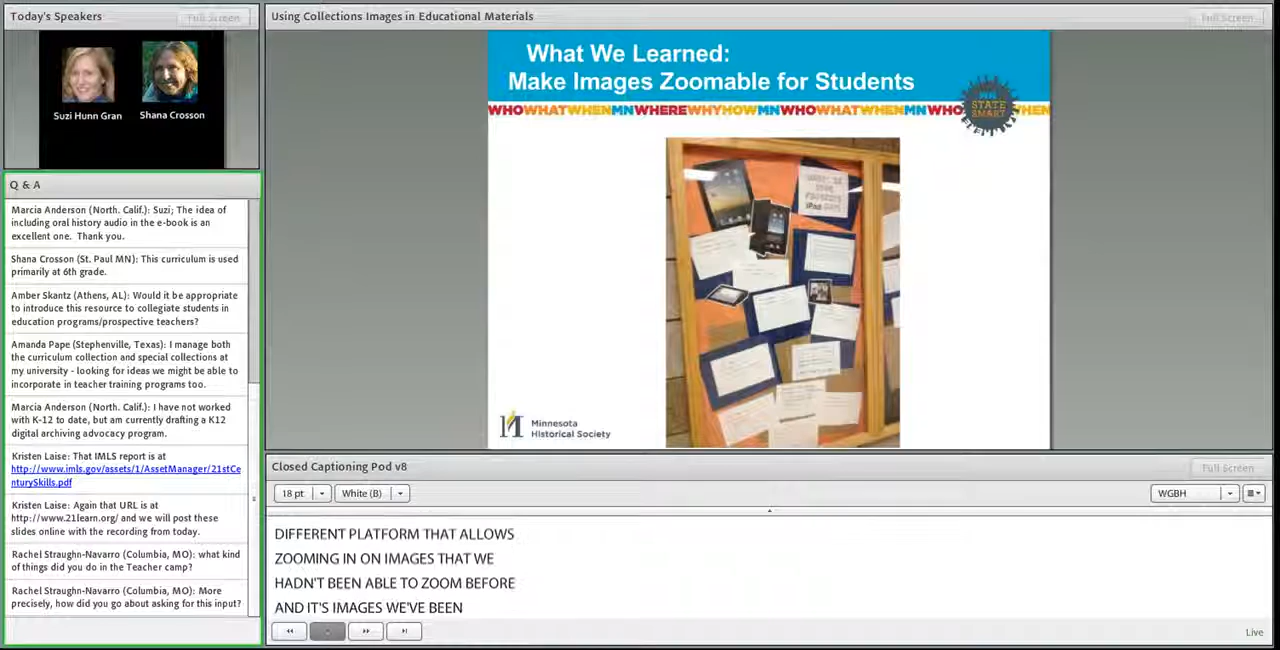 Today's Speakers
Full Screen
Suzi Hunn Gran
Shana Crosson
Q & A
Marcia Anderson (North. Calif.): Suzi; The idea of
including oral history audio in the e-book is an
excellent one. Thank you.
Shana Crosson (St. Paul MN): This curriculum is used
primarily at 6th grade.
Amber Skantz (Athens, AL): Would it be appropriate
to introduce this resource to collegiate students in
education programs/prospective teachers?
Amanda Pape (Stephenville, Texas): I manage both
the curriculum collection and special collections at
my university - looking for ideas we might be able to
incorporate in teacher training programs too.
Marcia Anderson (North. Calif.): I have not worked
with K-12 to date, but am currently drafting a K12
digital archiving advocacy program.
Kristen Laise: That IMLS report is at
http://www.imls.gov/assets/1/AssetManager/21stCe
nturySkills.pdf
Kristen Laise: Again that URL is at
http://www.21learn.org/ and we will post these
slides online with the recording from today.
Rachel Straughn-Navarro (Columbia, MO): what kind
of things did you do in the Teacher camp?
Rachel Straughn-Navarro (Columbia, MO): More
precisely, how did you go about asking for this input?
Using Collections Images in Educational Materials
Full Screen
What We Learned:
Make Images Zoomable for Students
WHOWHATWHENMNWHEREWHYHOWMNWHOWHATWHENMNWHO
WHEN
MN
STATE
SMART
Minnesota
Historical Society
Closed Captioning Pod v8
Full Screen
18 pt
White (B)
WGBH
DIFFERENT PLATFORM THAT ALLOWS
ZOOMING IN ON IMAGES THAT WE
HADN'T BEEN ABLE TO ZOOM BEFORE
AND IT'S IMAGES WE'VE BEEN
Live